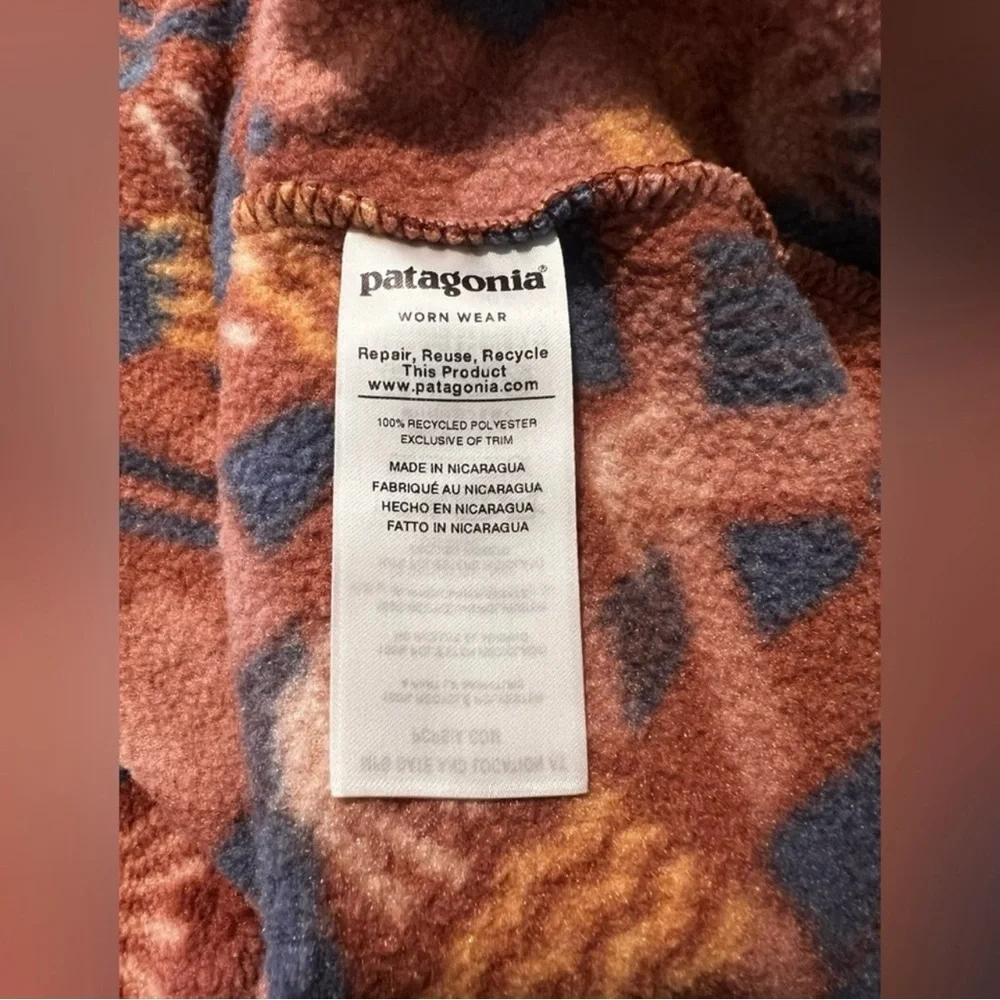 patagonia®
WORN WEAR
Repair, Reuse, Recycle
This Product
www.patagonia.com
100% RECYCLED POLYESTER
EXCLUSIVE OF TRIM
MADE IN NICARAGUA
FABRIQUÉ AU NICARAGUA
HECHO EN NICARAGUA
FATTO IN NICARAGUA